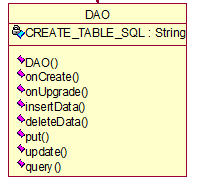 DAO
CREATE_TABLE_SQL : String
DAO()
onCreate()
onUpgrade()
insertData()
deleteData()
put()
update()
query()